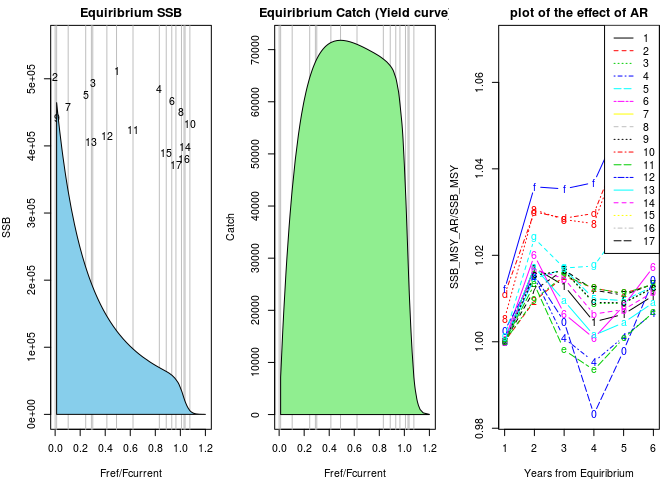 Equiribrium SSB
SSB
5e+05
4e+05
3e+05
2e+05
1e+05
0e+00
1
2
3
4
5
6
7
8
9
10
11
12
13
14
15
16
17
0.0 0.2 0.4 0.6 0.8 1.0 1.2
Fref/Fcurrent
Equibrium Catch (Yield curve
Catch
70000
60000
50000
40000
30000
20000
10000
0
0.0 0.2 0.4 0.6 0.8 1.0 1.2
Fref/Fcurrent
plot of the effect of AR
SSB_MSY_AR/SSB_MSY
1.06
1.04
1.02
1.00
0.98
1
2
3
4
5
6
7
8
9
10
11
12
13
14
15
16
17
1 2 3 4 5 6
Years from Equiribrium